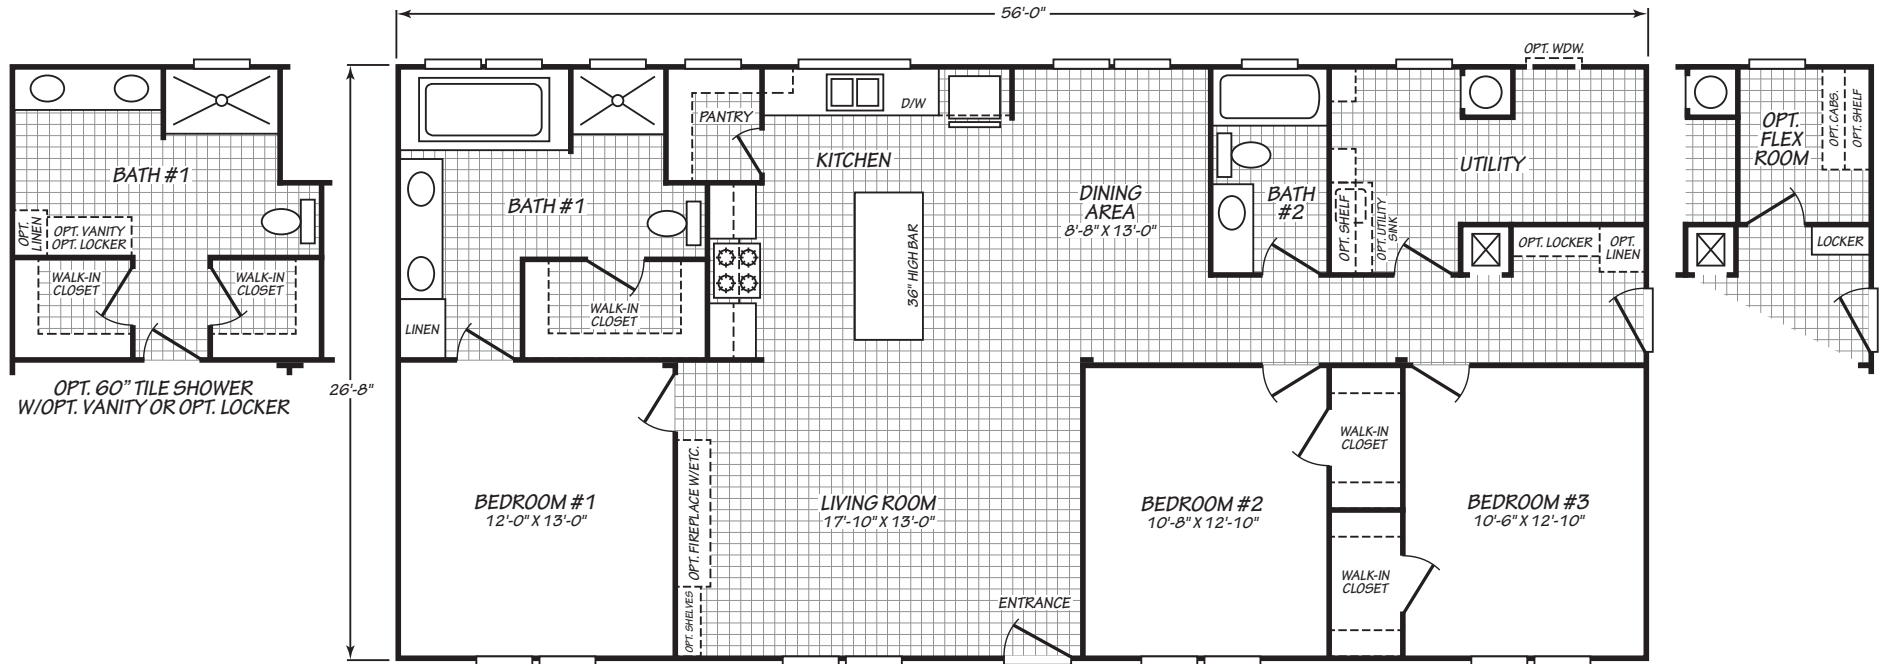 56'-0"
OPT. WDW.
BATH #1
OPT.
LINEN
OPT. VANITY
OPT. LOCKER
WALK-IN
CLOSET
WALK-IN
CLOSET
OPT. 60" TILE SHOWER
W/OPT. VANITY OR OPT. LOCKER
26'-8"
BATH #1
LINEN
WALK-IN
CLOSET
PANTRY
D/W
KITCHEN
36" HIGH BAR
DINING
AREA
8'-8" X 13'-0"
BATH
#2
OPT. SHELF
OPT. UTILITY
SINK
UTILITY
OPT. LOCKER
OPT.
LINEN
OPT.
FLEX
ROOM
OPT. CABS.
OPT. SHELF
LOCKER
BEDROOM #1
12'-0" X 13'-0"
OPT. FIREPLACE W/ETC.
OPT. SHELVES
LIVING ROOM
17'-10" X 13'-0"
ENTRANCE
BEDROOM #2
10'-8" X 12'-10"
WALK-IN
CLOSET
WALK-IN
CLOSET
BEDROOM #3
10'-6" X 12'-10"